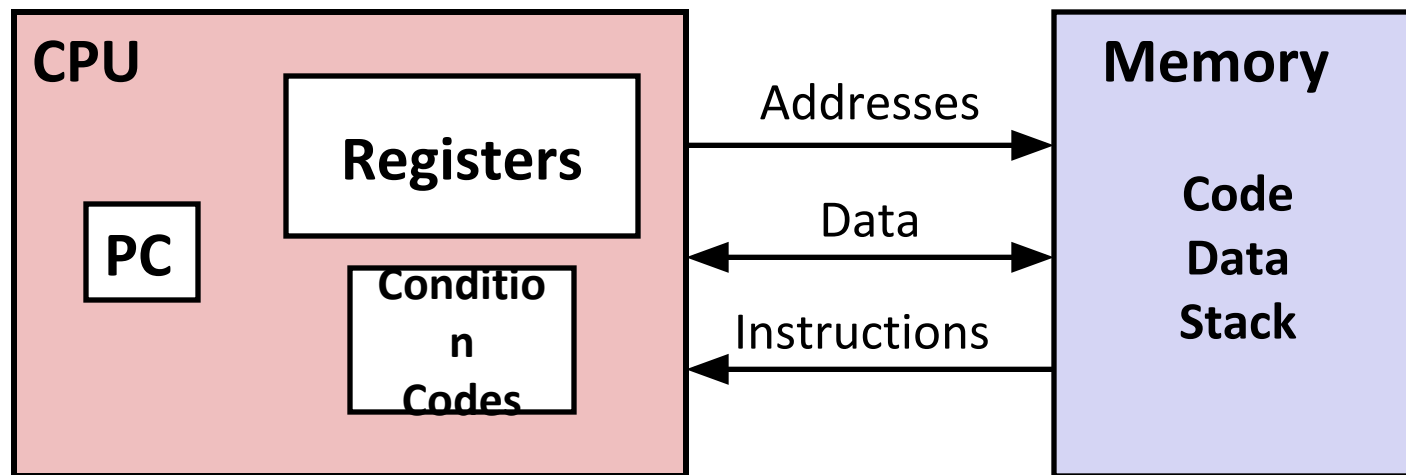 CPU
Registers
PC
Conditio
n
Codes
Addresses
Data
Instructions
Memory
Code
Data
Stack